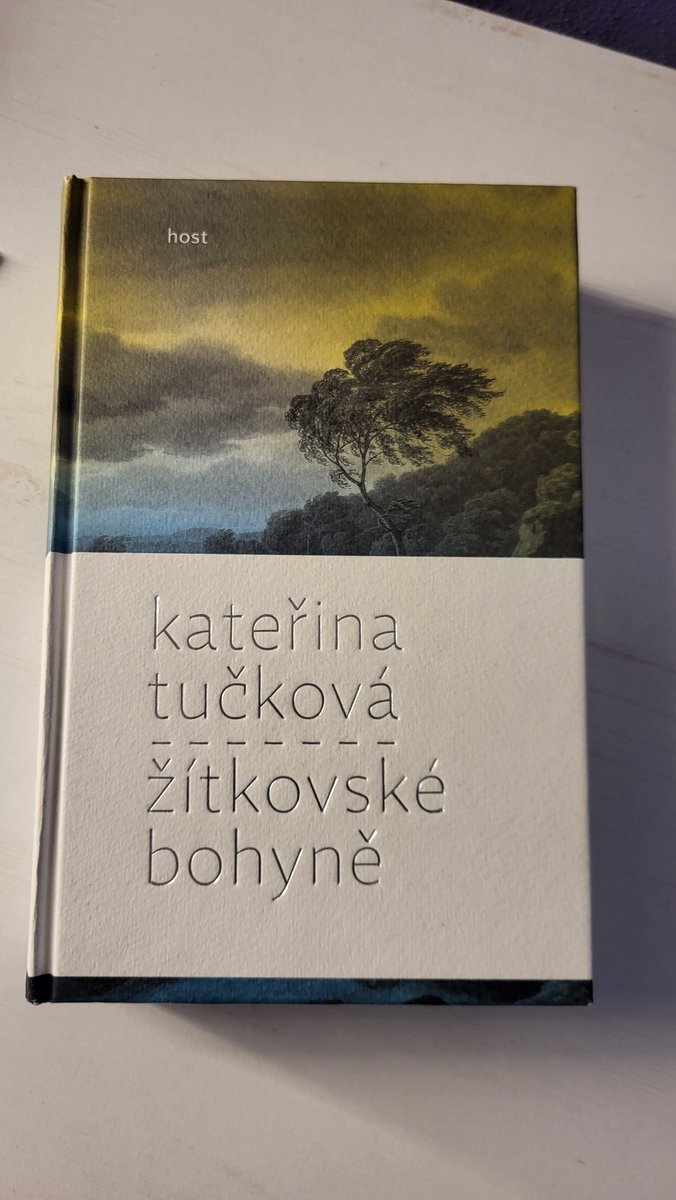 host
kateřina
tučková
– – – – – – –
žítkovské
bohyně